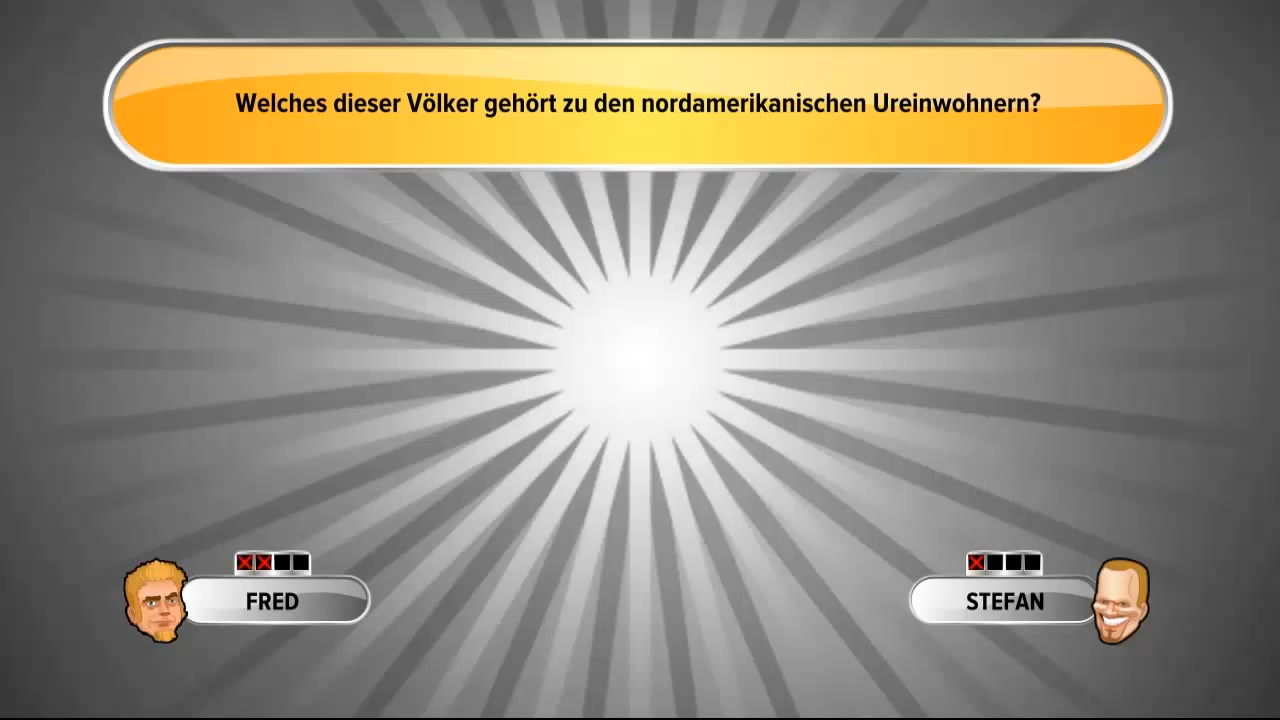 Welches dieser Völker gehört zu den nordamerikanischen Ureinwohnern?
FRED
STEFAN